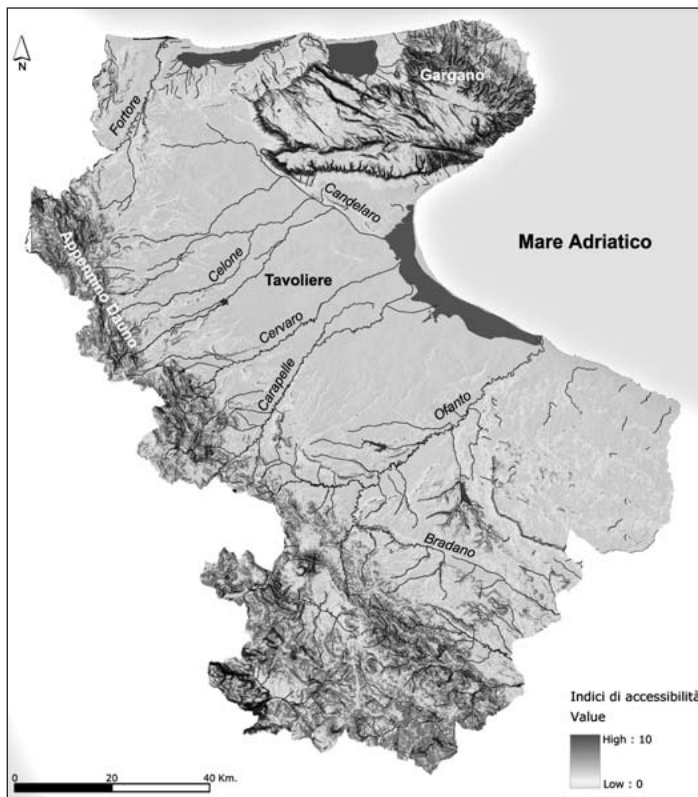 N
Gargano
Fortore
Candelaro
Mare Adriatico
Appennino Dauno
Celone
Tavoliere
Cervaro
Carapelle
Ofanto
Bradano
Indici di accessibilità
Value
High : 10
Low : 0
0 20 40 Km.